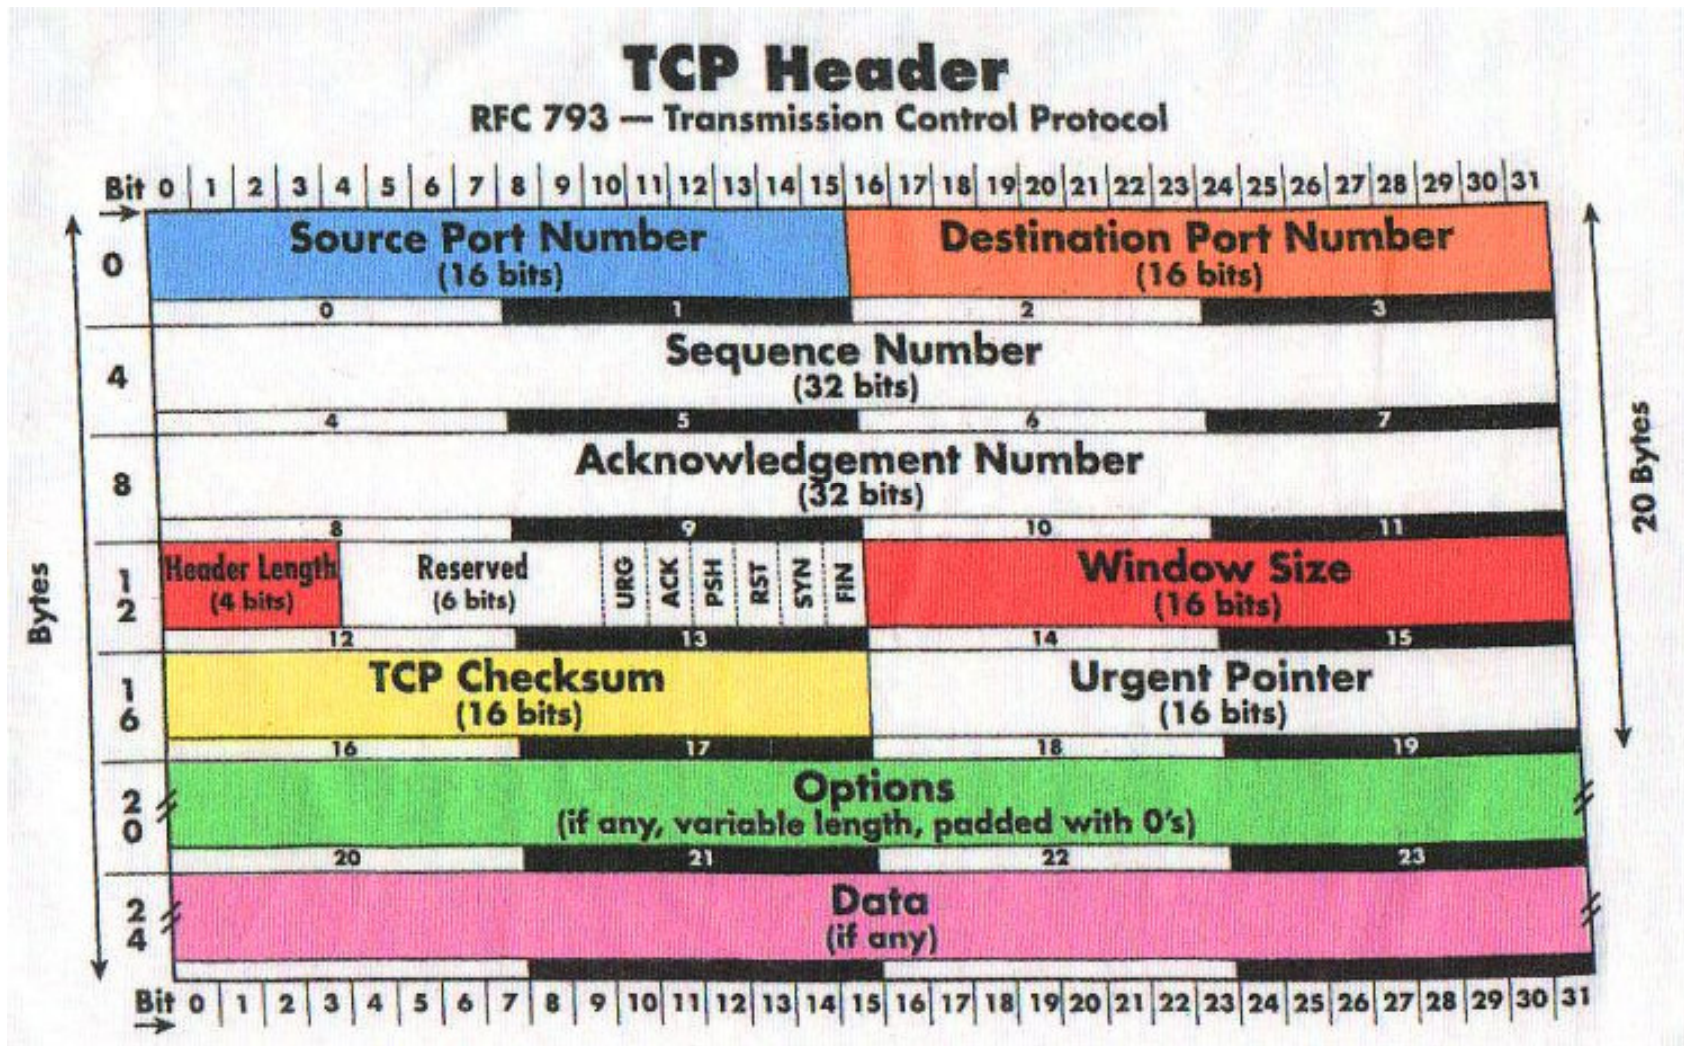 TCP Header
RFC 793 — Transmission Control Protocol
Bit 0 1 2 3 4 5 6 7 8 9 10 11 12 13 14 15 16 17 18 19 20 21 22 23 24 25 26 27 28 29 30 31
0 Source Port Number Destination Port Number
(16 bits) (16 bits)
0 1 2 3
4 Sequence Number
(32 bits)
4 5 6 7
8 Acknowledgement Number
(32 bits)
8 9 10 11
12 Header Length Reserved URG ACK PSH RST SYN FIN Window Size
(4 bits) (6 bits) (16 bits)
12 13 14 15
16 TCP Checksum Urgent Pointer
(16 bits) (16 bits)
16 17 18 19
20 Options
(if any, variable length, padded with 0's)
20 21 22 23
24 Data
(if any)
Bit 0 1 2 3 4 5 6 7 8 9 10 11 12 13 14 15 16 17 18 19 20 21 22 23 24 25 26 27 28 29 30 31
Bytes
20 Bytes